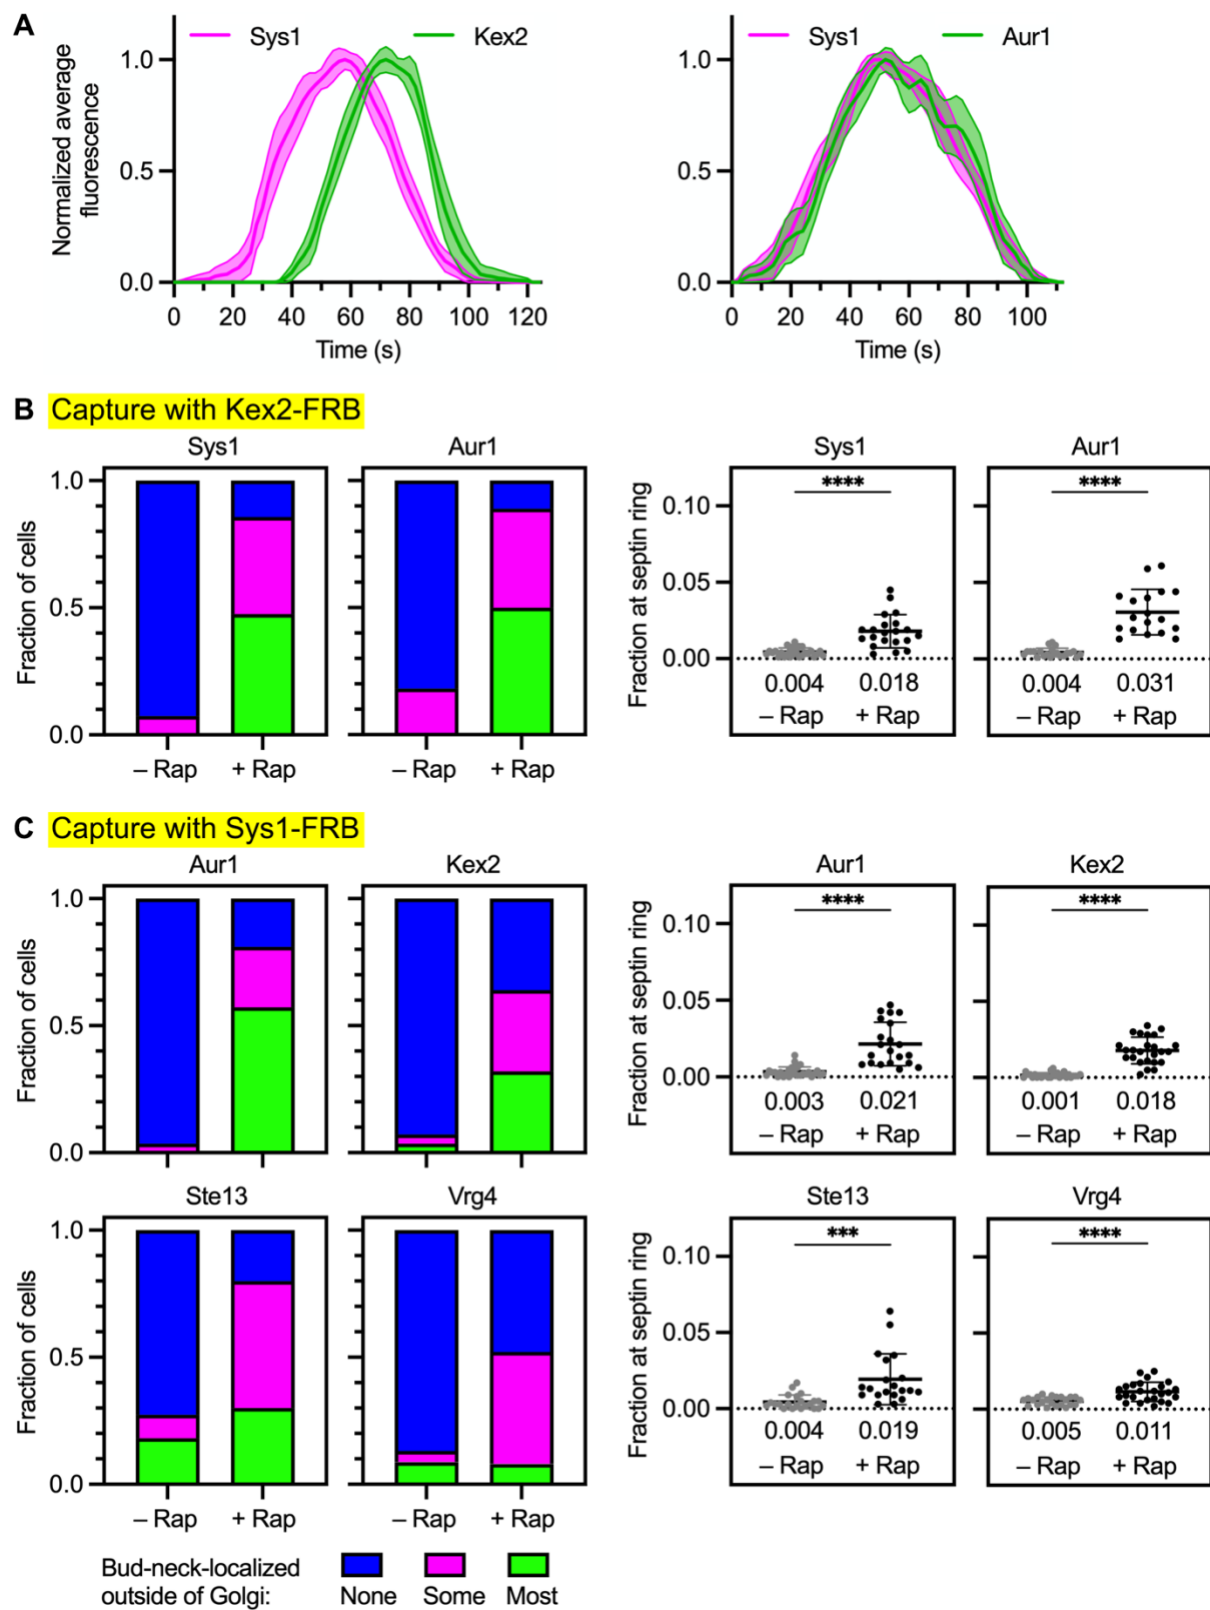 A
Sys1 Kex2
Sys1 Aur1
Normalized average
fluorescence
1.0
0.5
0.0
0 20 40 60 80 100 120
Time (s)
1.0
0.5
0.0
0 20 40 60 80 100
Time (s)
B Capture with Kex2-FRB
Sys1 Aur1 Sys1 Aur1
Fraction of cells
1.0
0.5
0.0
– Rap + Rap – Rap + Rap
Fraction at septin ring
0.10
0.05
0.00
**** ****
0.004 0.018 0.004 0.031
– Rap + Rap – Rap + Rap
C Capture with Sys1-FRB
Aur1 Kex2 Aur1 Kex2
Fraction of cells
1.0
0.5
0.0
Fraction at septin ring
0.10
0.05
0.00
**** ****
0.003 0.021 0.001 0.018
– Rap + Rap – Rap + Rap
Ste13 Vrg4 Ste13 Vrg4
Fraction of cells
1.0
0.5
0.0
– Rap + Rap – Rap + Rap
Fraction at septin ring
0.10
0.05
0.00
*** ****
0.004 0.019 0.005 0.011
– Rap + Rap – Rap + Rap
Bud-neck-localized
outside of Golgi: None Some Most